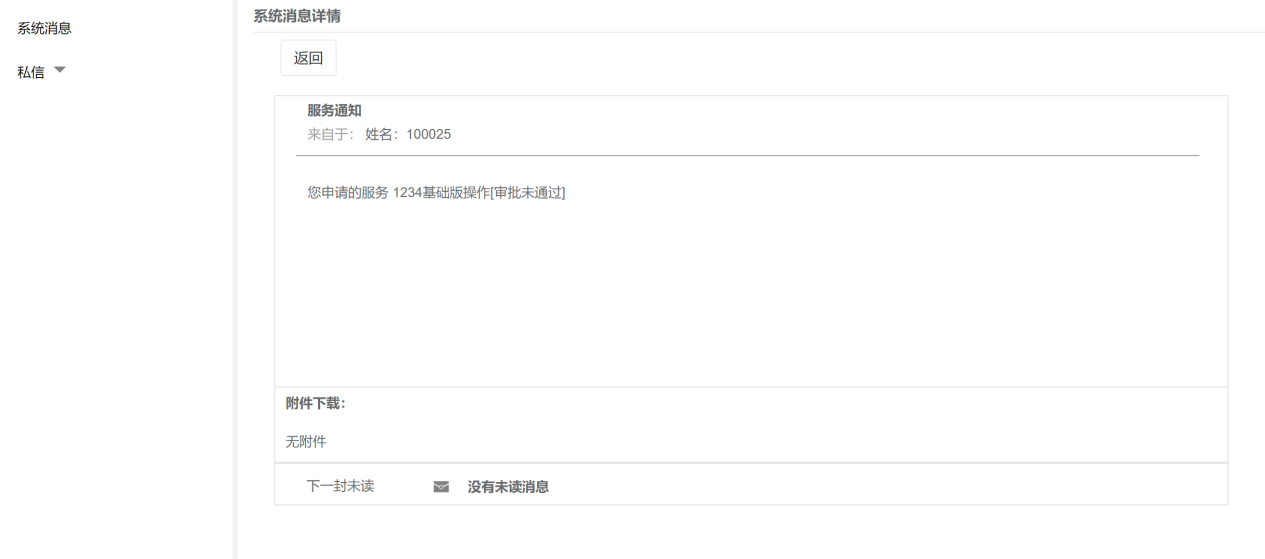 系统消息
私信
系统消息详情
返回
服务通知
来自于： 姓名：100025
您申请的服务 1234基础版操作[审批未通过]
附件下载：
无附件
下一封未读 没有未读消息